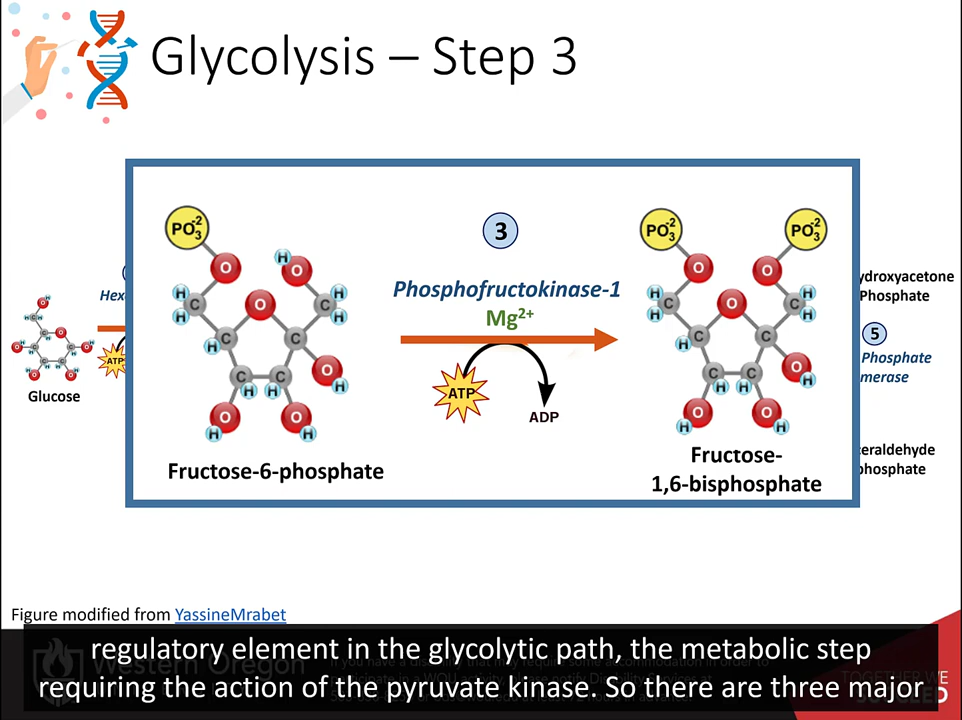 Glycolysis – Step 3
PO3-2
O
H
O
H
H
C
O
C
H
H
C
C
H
C
C
O
H
H
H
O
O
H
H
Fructose-6-phosphate
3
Phosphofructokinase-1
Mg2+
ATP
ADP
PO3-2
PO3-2
O
O
H
H
C
O
C
H
H
C
C
H
C
C
O
H
H
H
O
O
H
H
Fructose-
1,6-bisphosphate
Hex
ATP
Glucose
ydroxyacetone
Phosphate
5
Phosphate
merase
eraldehyde
phosphate
Figure modified from YassineMrabet
regulatory element in the glycolytic path, the metabolic step
requiring the action of the pyruvate kinase. So there are three major